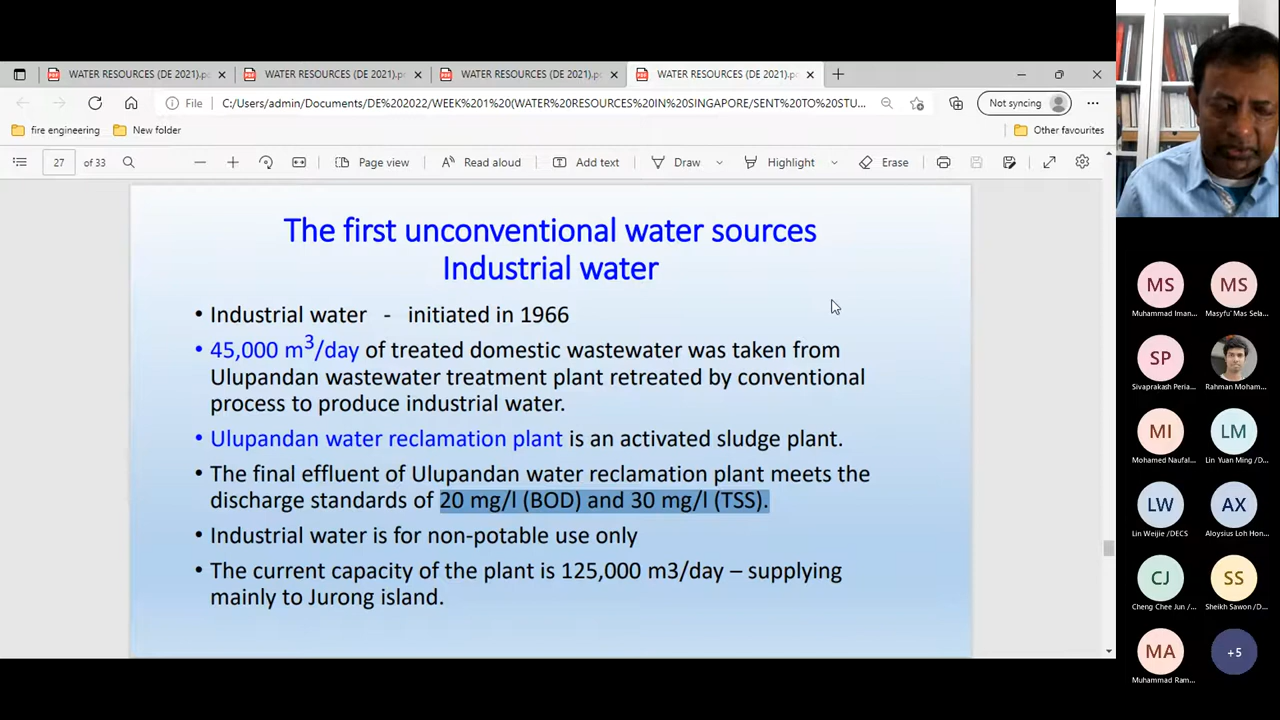 WATER RESOURCES (DE 2021).p
WATER RESOURCES (DE 2021).p
WATER RESOURCES (DE 2021).p
WATER RESOURCES (DE 2021).p
File C:/Users/admin/Documents/DE%202022/WEEK%201%20(WATER%20RESOURCES%20IN%20SINGAPORE/SENT%20TO%20STU... Not syncing
fire engineering New folder Other favourites
27 of 33 Page view Read aloud Add text Draw Highlight Erase
The first unconventional water sources
Industrial water
• Industrial water - initiated in 1966
• 45,000 m3/day of treated domestic wastewater was taken from
Ulupandan wastewater treatment plant retreated by conventional
process to produce industrial water.
• Ulupandan water reclamation plant is an activated sludge plant.
• The final effluent of Ulupandan water reclamation plant meets the
discharge standards of 20 mg/l (BOD) and 30 mg/l (TSS).
• Industrial water is for non-potable use only
• The current capacity of the plant is 125,000 m3/day – supplying
mainly to Jurong island.
MS MS
Muhammad Iman... Masyfu' Mas Sela...
SP
Sivaprakash Peria... Rahman Moham...
MI LM
Mohamed Naufal... Lin Yuan Ming /D...
LW AX
Lin Weijie /DECS Aloysius Loh Hon...
CJ SS
Cheng Chee Jun /... Sheikh Sawon /D...
MA +5
Muhammad Ram...